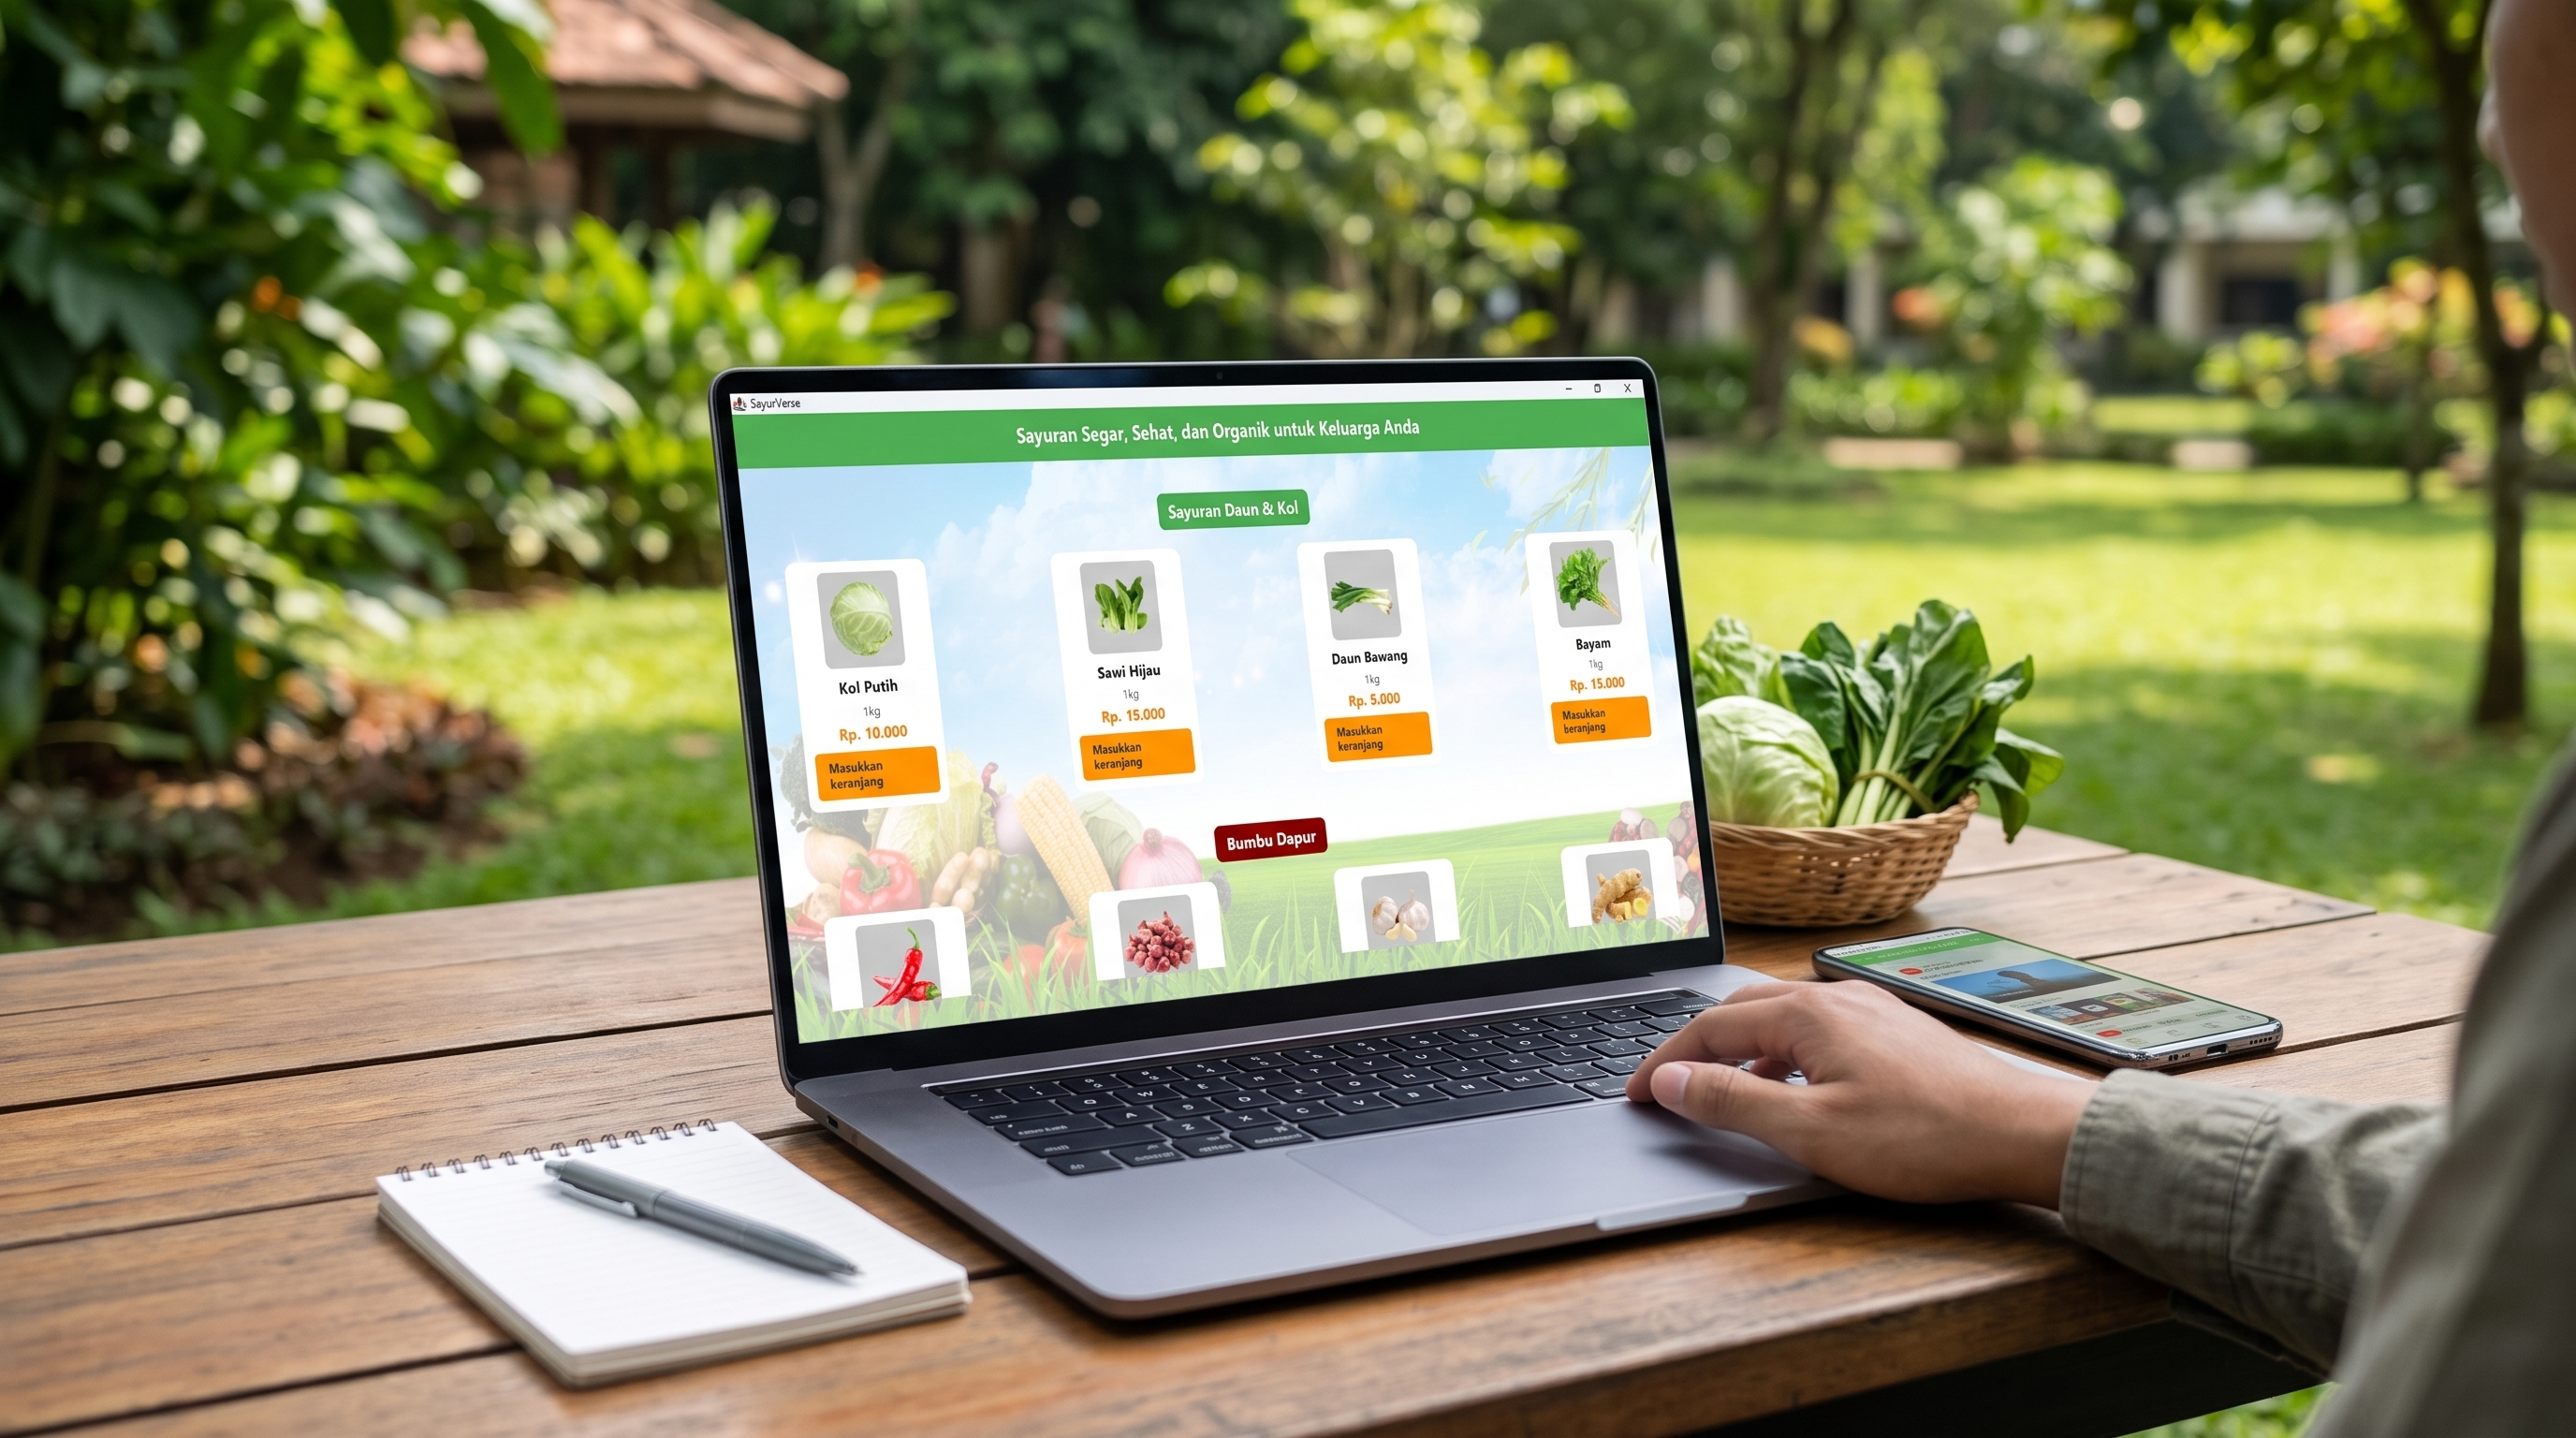 SayurVerse
Sayuran Segar, Sehat, dan Organik untuk Keluarga Anda
Sayuran Daun & Kol
Kol Putih
1kg
Rp. 10.000
Masukkan
keranjang
Sawi Hijau
1kg
Rp. 15.000
Masukkan
keranjang
Daun Bawang
1kg
Rp. 5.000
Masukkan
keranjang
Bayam
1kg
Rp. 15.000
Masukkan
beranjang
Bumbu Dapur